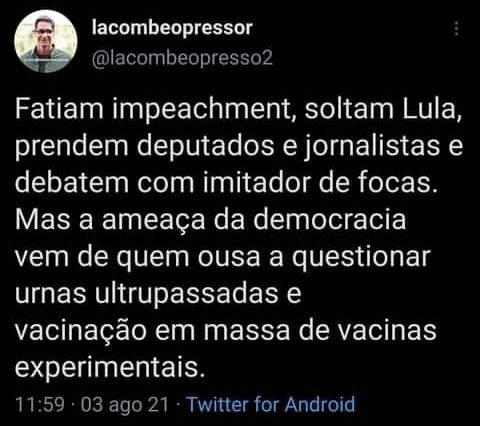 lacombeopressor
@lacombeopresso2
Fatiam impeachment, soltam Lula,
prendem deputados e jornalistas e
debatem com imitador de focas.
Mas a ameaça da democracia
vem de quem ousa a questionar
urnas ultrupassadas e
vacinação em massa de vacinas
experimentais.
11:59 · 03 ago 21 · Twitter for Android